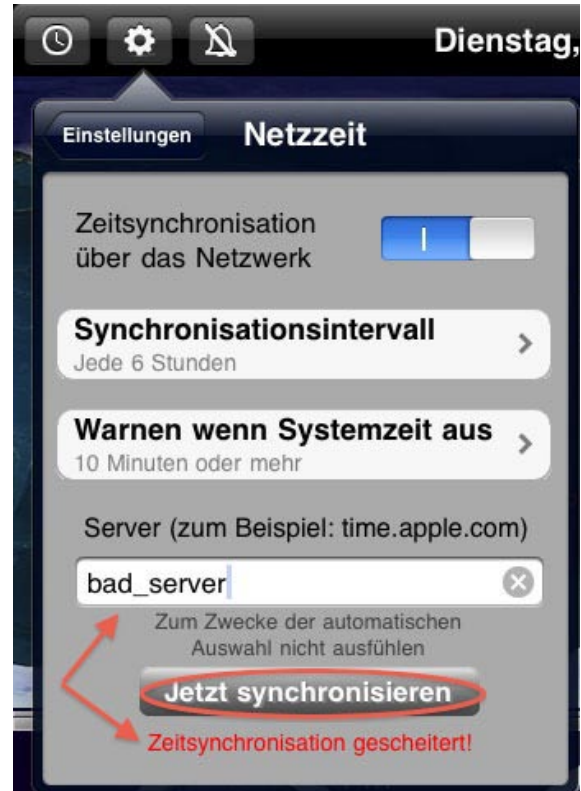 Dienstag,
Einstellungen
Netzzeit
Zeitsynchronisation
über das Netzwerk
Synchronisationsintervall
Jede 6 Stunden
Warnen wenn Systemzeit aus
10 Minuten oder mehr
Server (zum Beispiel: time.apple.com)
bad_server
Zum Zwecke der automatischen
Auswahl nicht ausfühlen
Jetzt synchronisieren
Zeitsynchronisation gescheitert!